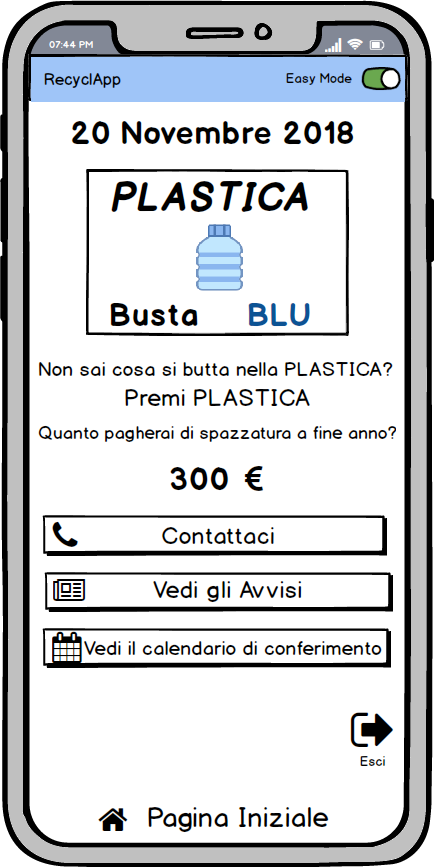 07:44 PM
RecyclApp Easy Mode
20 Novembre 2018
PLASTICA
Busta BLU
Non sai cosa si butta nella PLASTICA?
Premi PLASTICA
Quanto pagherai di spazzatura a fine anno?
300 €
Contattaci
Vedi gli Avvisi
Vedi il calendario di conferimento
Esci
Pagina Iniziale